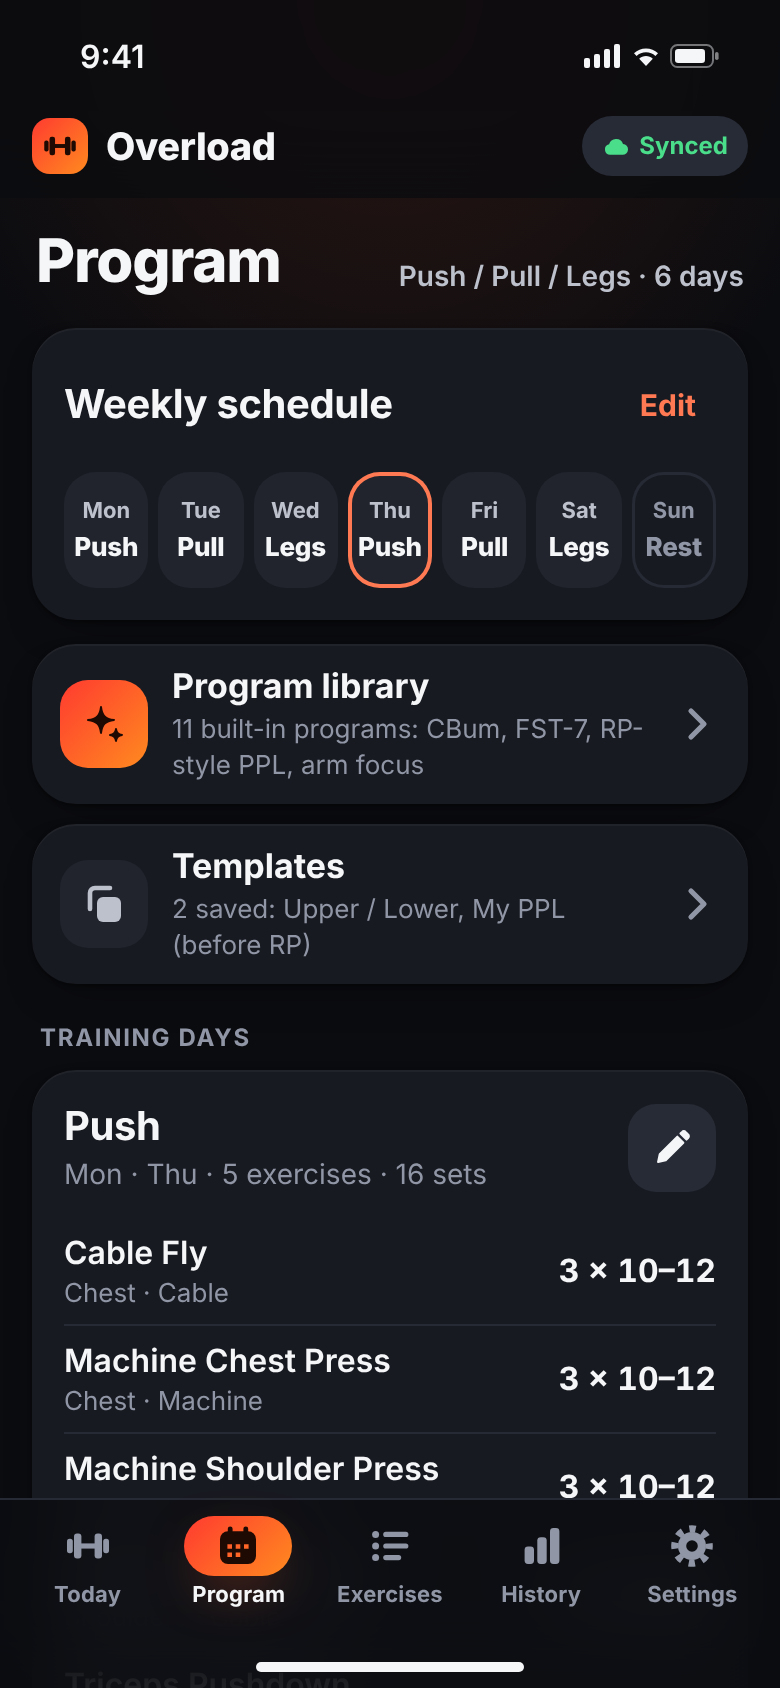 9:41
Overload
Synced
Program
Push / Pull / Legs · 6 days
Weekly schedule
Edit
Mon Tue Wed Thu Fri Sat Sun
Push Pull Legs Push Pull Legs Rest
Program library
11 built-in programs: CBum, FST-7, RP-
style PPL, arm focus
Templates
2 saved: Upper / Lower, My PPL
(before RP)
TRAINING DAYS
Push
Mon · Thu · 5 exercises · 16 sets
Cable Fly
3 × 10–12
Chest · Cable
Machine Chest Press
3 × 10–12
Chest · Machine
Machine Shoulder Press
3 × 10–12
Today Program Exercises History Settings
Triceps Pushdown